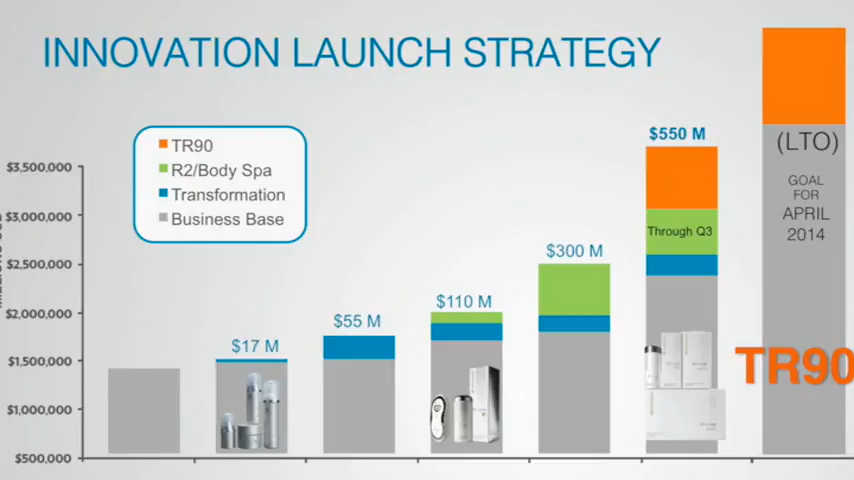 INNOVATION LAUNCH STRATEGY
TR90
R2/Body Spa
Transformation
Business Base
$3,500,000
$3,000,000
$2,500,000
$2,000,000
$1,500,000
$1,000,000
$500,000
$17 M
$55 M
$110 M
$300 M
$550 M
Through Q3
(LTO)
GOAL
FOR
APRIL
2014
TR90